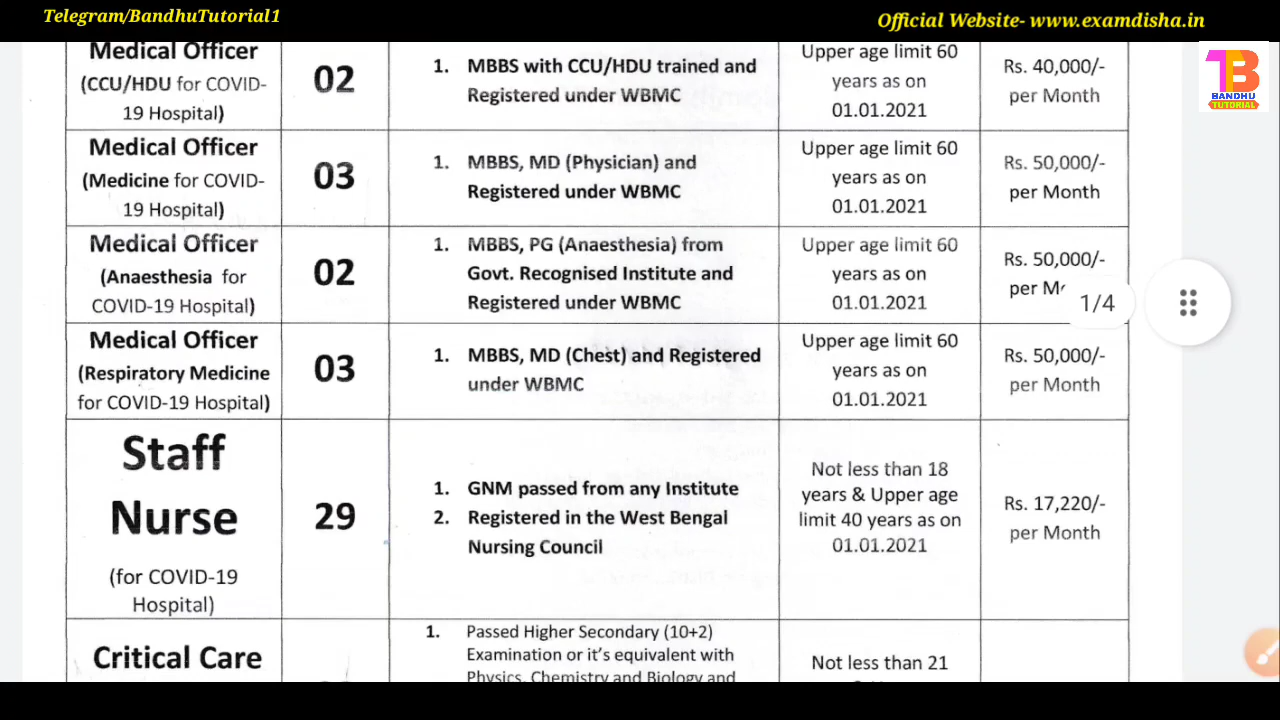 Telegram/BandhuTutorial1
Official Website- www.examdisha.in
TB
BANDHU
TUTORIAL
Medical Officer
(CCU/HDU for COVID-
19 Hospital)
02
1. MBBS with CCU/HDU trained and
Registered under WBMC
Upper age limit 60
years as on
01.01.2021
Rs. 40,000/-
per Month
Medical Officer
(Medicine for COVID-
19 Hospital)
03
1. MBBS, MD (Physician) and
Registered under WBMC
Upper age limit 60
years as on
01.01.2021
Rs. 50,000/-
per Month
Medical Officer
(Anaesthesia for
COVID-19 Hospital)
02
1. MBBS, PG (Anaesthesia) from
Govt. Recognised Institute and
Registered under WBMC
Upper age limit 60
years as on
01.01.2021
Rs. 50,000/-
per
1/4
Medical Officer
(Respiratory Medicine
for COVID-19 Hospital)
03
1. MBBS, MD (Chest) and Registered
under WBMC
Upper age limit 60
years as on
01.01.2021
Rs. 50,000/-
per Month
Staff
Nurse
(for COVID-19
Hospital)
29
1. GNM passed from any Institute
2. Registered in the West Bengal
Nursing Council
Not less than 18
years & Upper age
limit 40 years as on
01.01.2021
Rs. 17,220/-
per Month
Critical Care
1. Passed Higher Secondary (10+2)
Examination or it's equivalent with
Physics, Chemistry and Biology and
Not less than 21